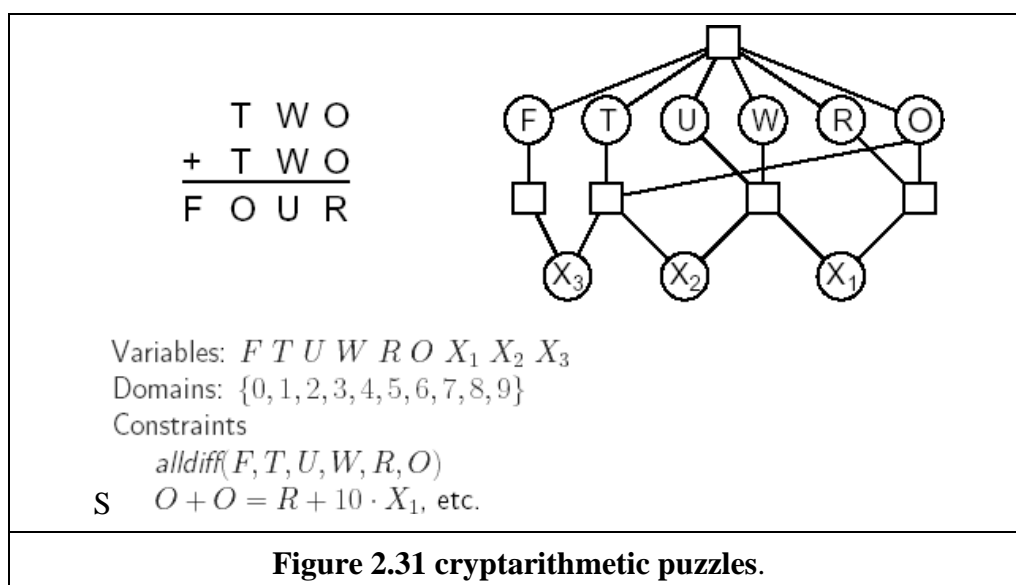 T W O
+ T W O
F O U R
F T U W R O
X₃ X₂ X₁
Variables: F T U W R O X₁ X₂ X₃
Domains: {0, 1, 2, 3, 4, 5, 6, 7, 8, 9}
Constraints
alldiff(F, T, U, W, R, O)
S O + O = R + 10 · X₁, etc.
Figure 2.31 cryptarithmetic puzzles.